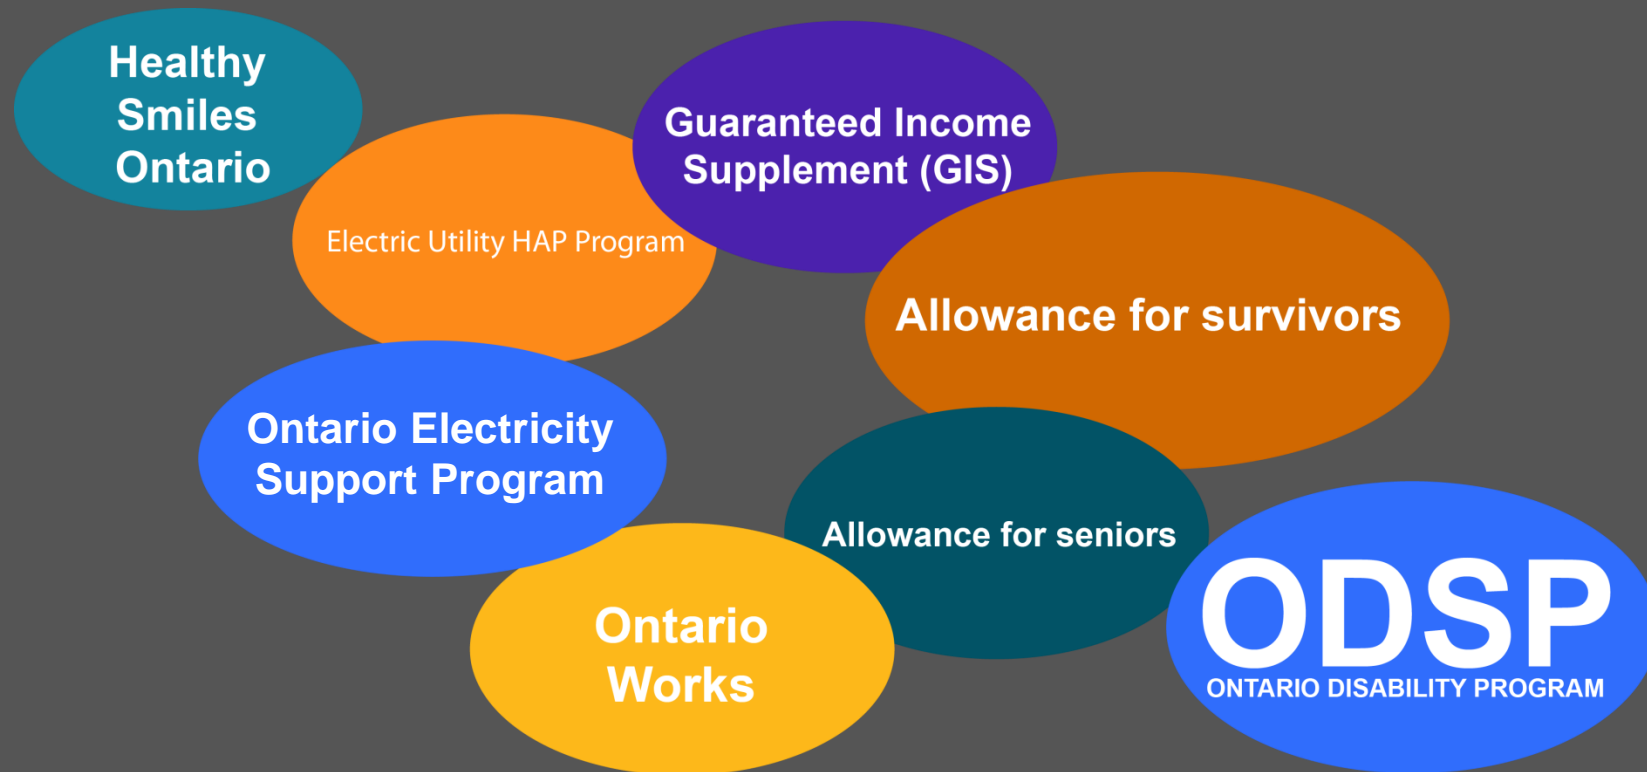 Healthy
Smiles
Ontario
Electric Utility HAP Program
Guaranteed Income
Supplement (GIS)
Allowance for survivors
Ontario Electricity
Support Program
Allowance for seniors
Ontario
Works
ODSP
ONTARIO DISABILITY PROGRAM